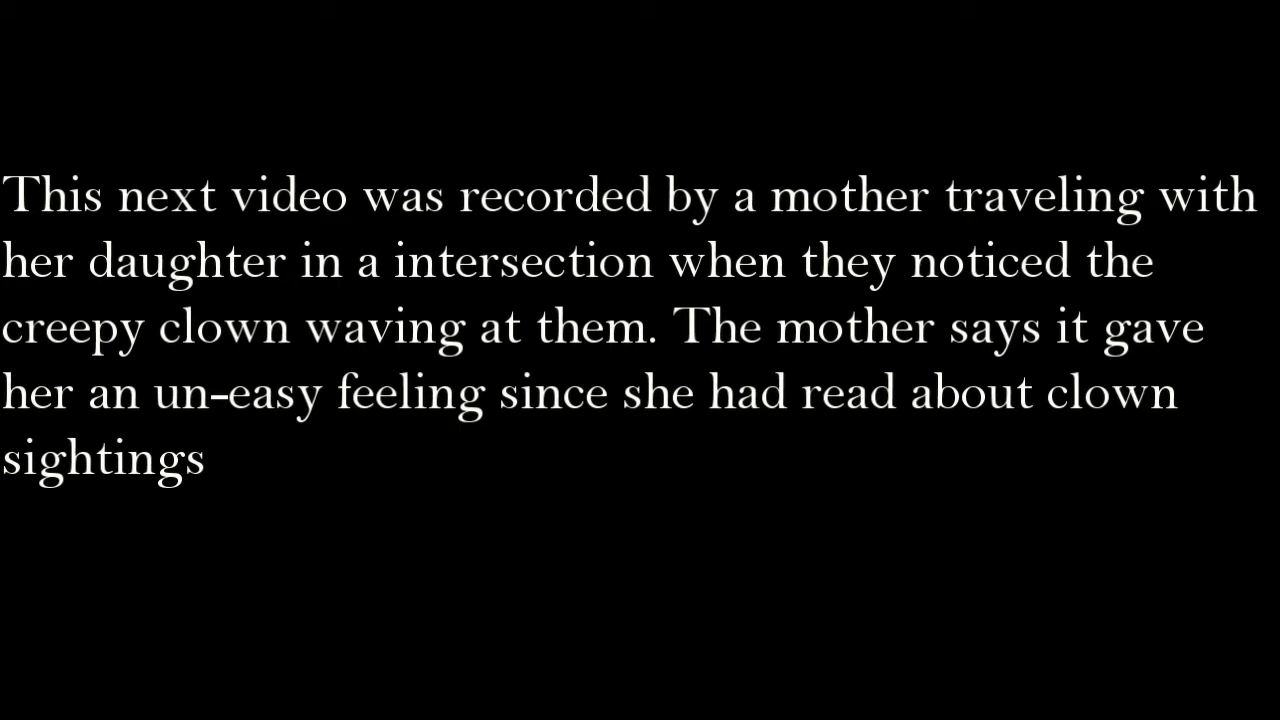 This next video was recorded by a mother traveling with
her daughter in a intersection when they noticed the
creepy clown waving at them. The mother says it gave
her an un-easy feeling since she had read about clown
sightings